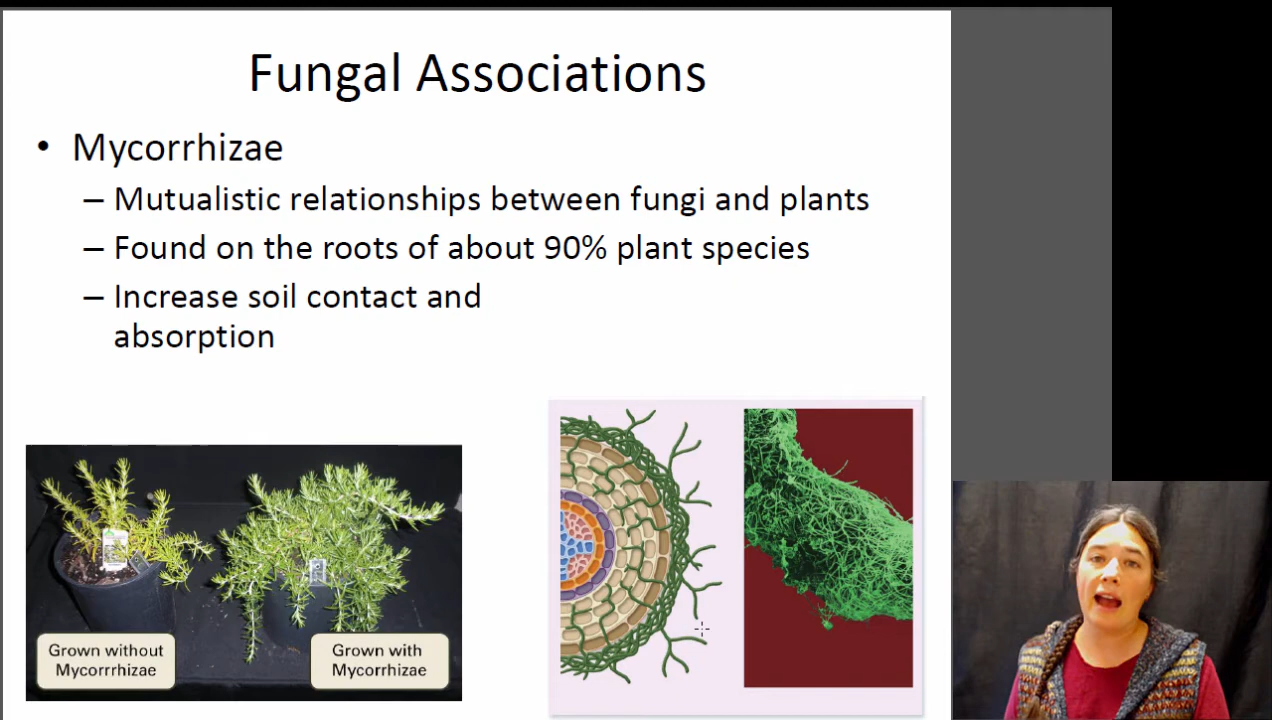 Fungal Associations
• Mycorrhizae
– Mutualistic relationships between fungi and plants
– Found on the roots of about 90% plant species
– Increase soil contact and
absorption
Grown without
Mycorrrhizae
Grown with
Mycorrhizae